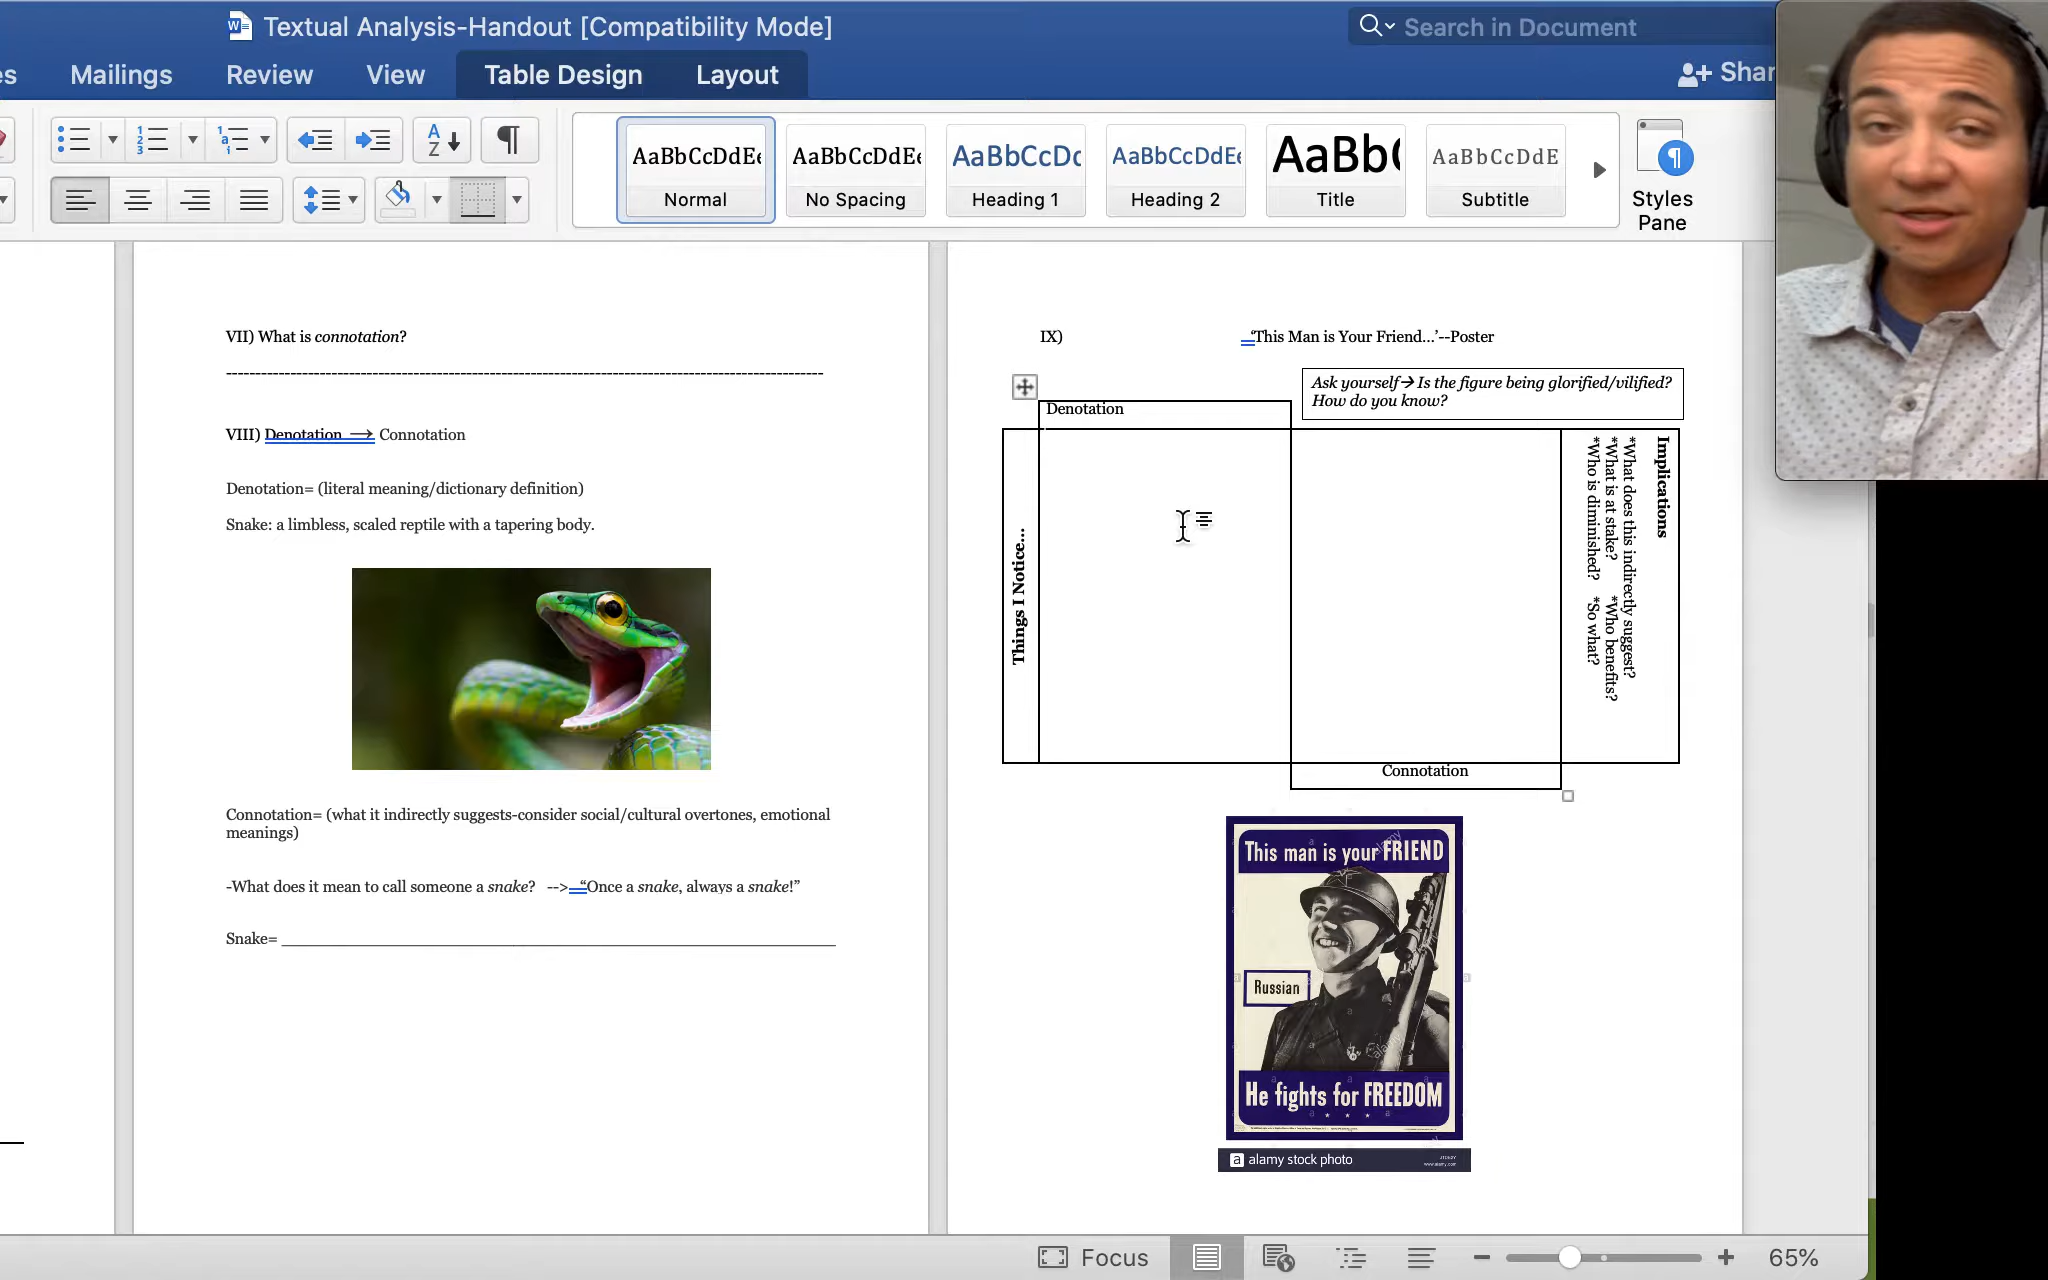 Textual Analysis-Handout [Compatibility Mode]
Search in Document
es
Mailings
Review
View
Table Design
Layout
Shar
AaBbCcDdEe
AaBbCcDdEe
AaBbCcDc
AaBbCcDdEe
AaBb(
AaBbCcDdE
Normal
No Spacing
Heading 1
Heading 2
Title
Subtitle
Styles
Pane
VII) What is connotation?
VIII) Denotation → Connotation
Denotation= (literal meaning/dictionary definition)
Snake: a limbless, scaled reptile with a tapering body.
Connotation= (what it indirectly suggests-consider social/cultural overtones, emotional
meanings)
-What does it mean to call someone a snake? --> “Once a snake, always a snake!”
Snake= ____________________
IX)
‘This Man is Your Friend...’--Poster
Ask yourself→ Is the figure being glorified/vilified?
How do you know?
Denotation
Things I Notice...
Implications
*What does this indirectly suggest?
*What is at stake? *Who benefits?
*Who is diminished? *So what?
Connotation
This man is your FRIEND
Russian
He fights for FREEDOM
a alamy stock photo
Focus
65%